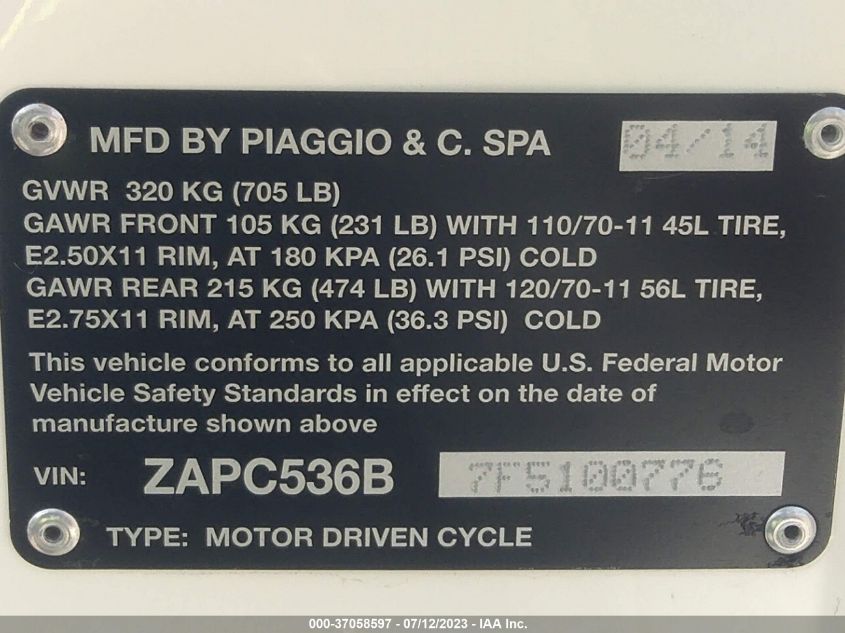 MFD BY PIAGGIO & C. SPA 04/14
GVWR 320 KG (705 LB)
GAWR FRONT 105 KG (231 LB) WITH 110/70-11 45L TIRE,
E2.50X11 RIM, AT 180 KPA (26.1 PSI) COLD
GAWR REAR 215 KG (474 LB) WITH 120/70-11 56L TIRE,
E2.75X11 RIM, AT 250 KPA (36.3 PSI) COLD
This vehicle conforms to all applicable U.S. Federal Motor
Vehicle Safety Standards in effect on the date of
manufacture shown above
VIN: ZAPC536B 7F5100776
TYPE: MOTOR DRIVEN CYCLE
000-37058597 - 07/12/2023 - IAA Inc.